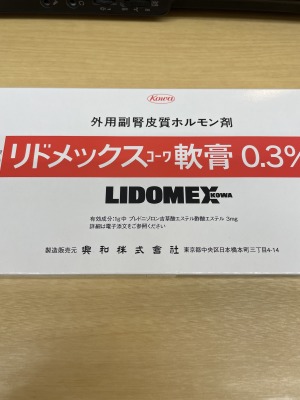 Kowa
外用副腎皮質ホルモン剤
リドメックスコーワ軟膏 0.3%
LIDOMEX KOWA
有効成分:1g中 プレドニゾロン吉草酸エステル酢酸エステル 3mg
詳細は電子添文をご参照ください
製造販売元 興和株式会社 東京都中央区日本橋本町三丁目4-14